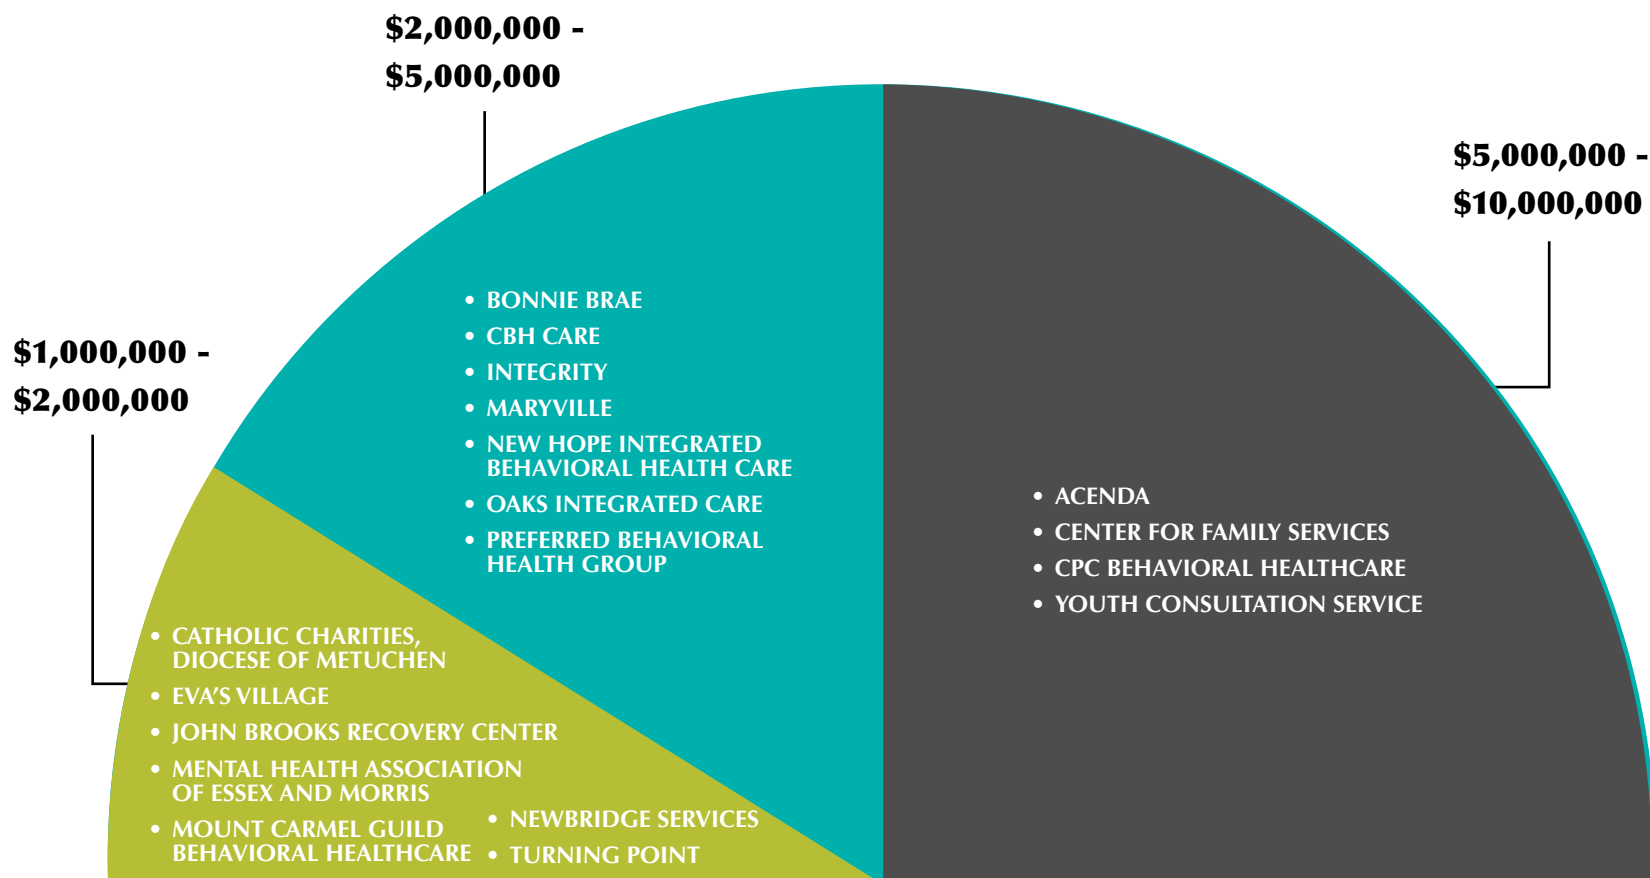 $2,000,000 -
$5,000,000
$5,000,000 -
$10,000,000
$1,000,000 -
$2,000,000
• BONNIE BRAE
• CBH CARE
• INTEGRITY
• MARYVILLE
• NEW HOPE INTEGRATED
BEHAVIORAL HEALTH CARE
• OAKS INTEGRATED CARE
• PREFERRED BEHAVIORAL
HEALTH GROUP
• ACENDA
• CENTER FOR FAMILY SERVICES
• CPC BEHAVIORAL HEALTHCARE
• YOUTH CONSULTATION SERVICE
• CATHOLIC CHARITIES,
DIOCESE OF METUCHEN
• EVA’S VILLAGE
• JOHN BROOKS RECOVERY CENTER
• MENTAL HEALTH ASSOCIATION
OF ESSEX AND MORRIS
• MOUNT CARMEL GUILD
BEHAVIORAL HEALTHCARE
• NEWBRIDGE SERVICES
• TURNING POINT